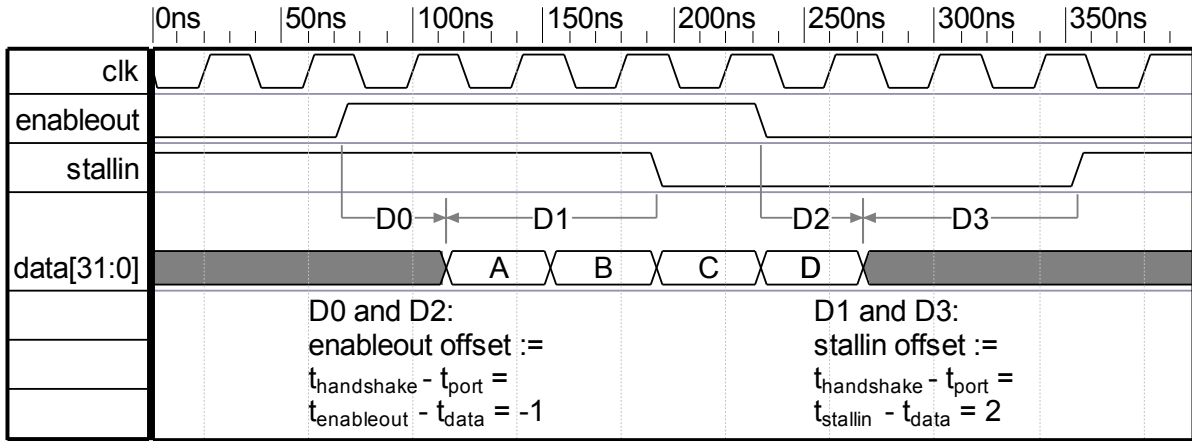 0ns 50ns 100ns 150ns 200ns 250ns 300ns 350ns
clk
enableout
stallin
D0 D1 D2 D3
data[31:0] A B C D
D0 and D2: D1 and D3:
enableout offset := stallin offset :=
thandshake - tport = thandshake - tport =
tenableout - tdata = -1 tstallin - tdata = 2